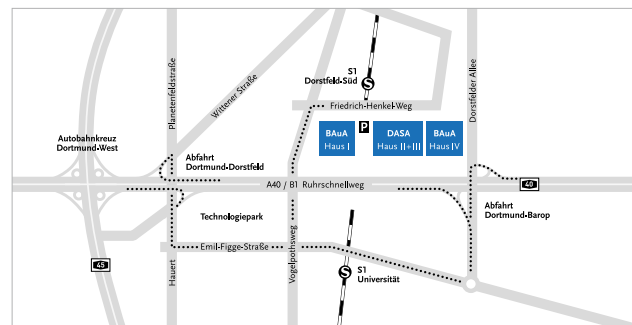 S1
Dorstfeld-Süd
S
Planetenfeldstraße
Wittener Straße
Dorstfelder Allee
Friedrich-Henkel-Weg
P
BAuA
Haus I
DASA
Haus II+III
BAuA
Haus IV
Autobahnkreuz
Dortmund-West
Abfahrt
Dortmund-Dorstfeld
A40 / B1 Ruhrschnellweg
40
Abfahrt
Dortmund-Barop
Technologiepark
Emil-Figge-Straße
Hauert
Vogelpothsweg
45
S
S1
Universität